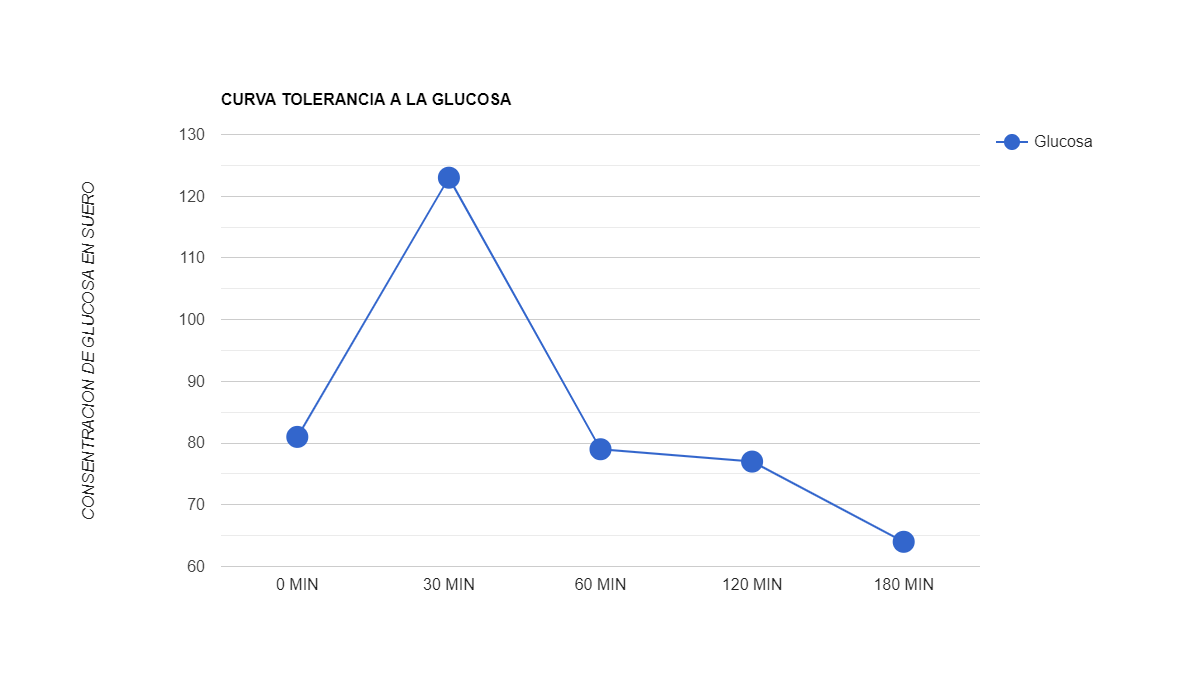 CURVA TOLERANCIA A LA GLUCOSA
130
120
110
100
90
80
70
60
CONSENTRACION DE GLUCOSA EN SUERO
0 MIN
30 MIN
60 MIN
120 MIN
180 MIN
Glucosa